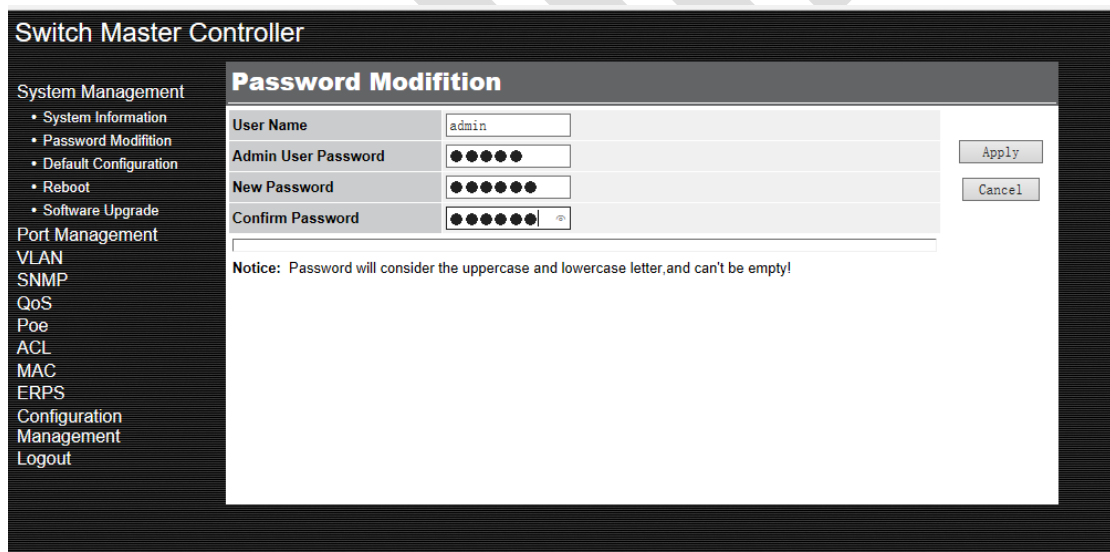 Switch Master Controller
System Management
• System Information
• Password Modifition
• Default Configuration
• Reboot
• Software Upgrade
Port Management
VLAN
SNMP
QoS
Poe
ACL
MAC
ERPS
Configuration
Management
Logout
Password Modifition
User Name admin
Admin User Password ●●●●●
New Password ●●●●●●
Confirm Password ●●●●●●
Apply
Cancel
Notice: Password will consider the uppercase and lowercase letter,and can't be empty!